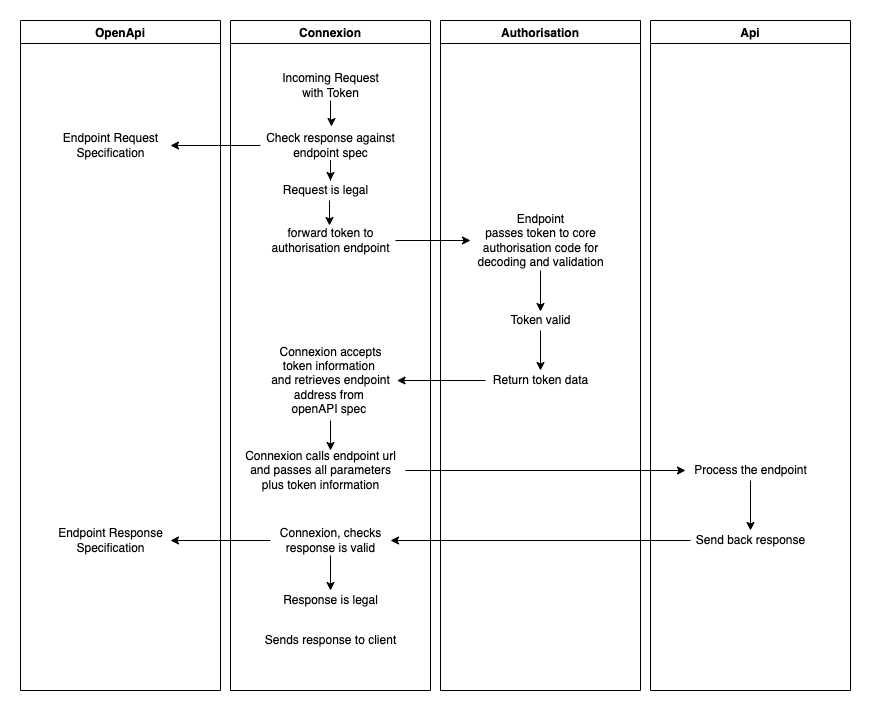 OpenApi
Connexion
Authorisation
Api
Incoming Request
with Token
Endpoint Request
Specification
Check response against
endpoint spec
Request is legal
forward token to
authorisation endpoint
Endpoint
passes token to core
authorisation code for
decoding and validation
Token valid
Return token data
Connexion accepts
token information
and retrieves endpoint
address from
openAPI spec
Connexion calls endpoint url
and passes all parameters
plus token information
Process the endpoint
Send back response
Connexion, checks
response is valid
Endpoint Response
Specification
Response is legal
Sends response to client